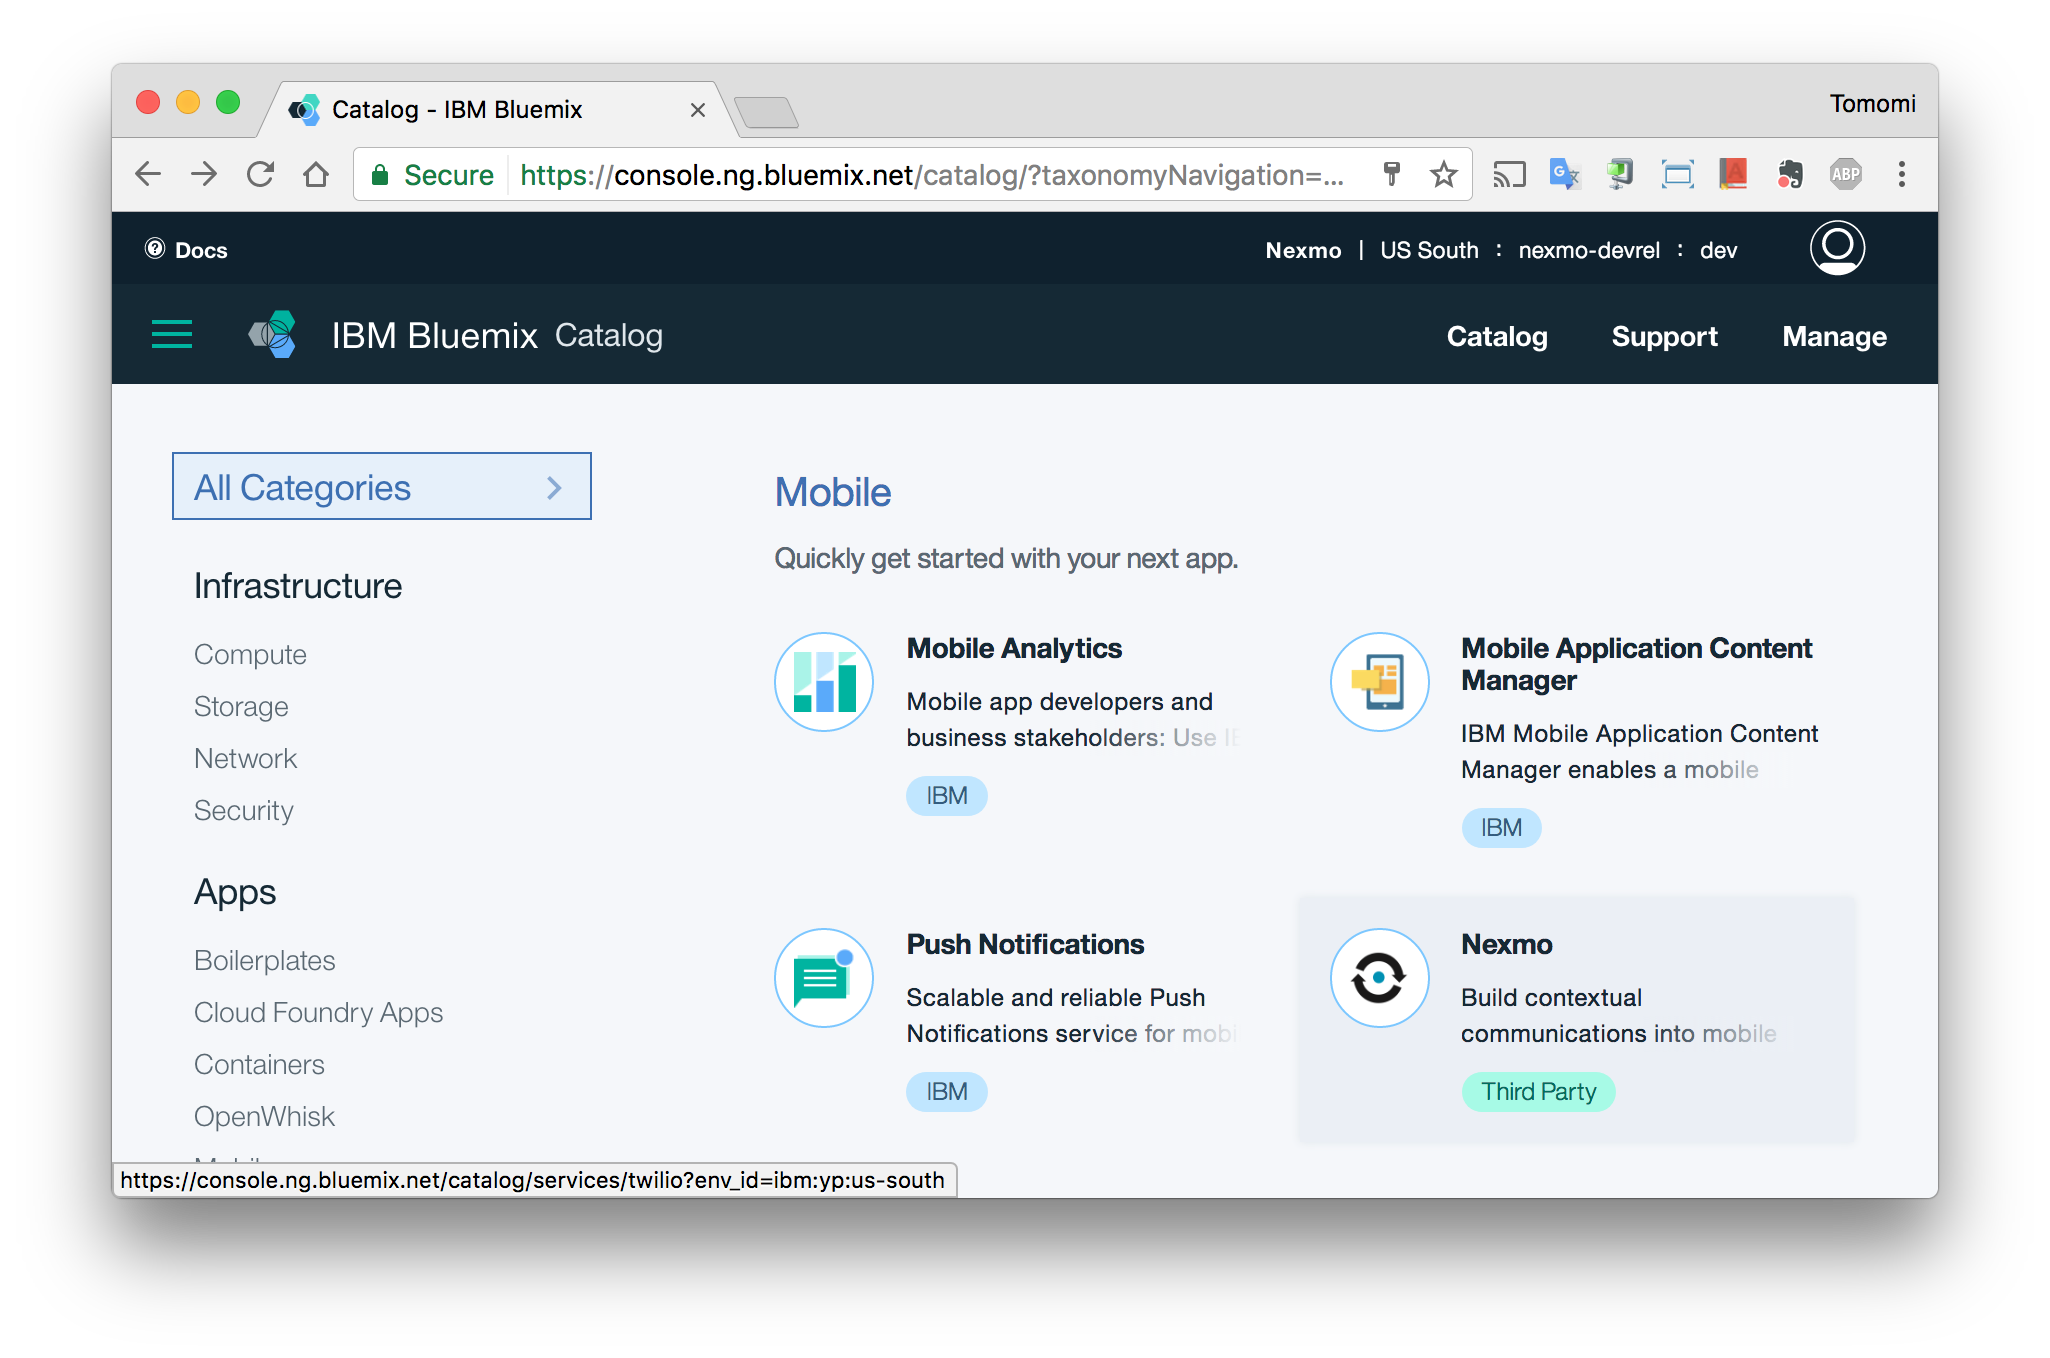 Catalog - IBM Bluemix
Tomomi
Secure https://console.ng.bluemix.net/catalog/?taxonomyNavigation=...
ABP
Docs
Nexmo | US South : nexmo-devrel : dev
IBM Bluemix Catalog
Catalog Support Manage
All Categories
Infrastructure
Compute
Storage
Network
Security
Apps
Boilerplates
Cloud Foundry Apps
Containers
OpenWhisk
Mobile
Quickly get started with your next app.
Mobile Analytics
Mobile app developers and
business stakeholders: Use
IBM
Mobile Application Content
Manager
IBM Mobile Application Content
Manager enables a mobile
IBM
Push Notifications
Scalable and reliable Push
Notifications service for mobi
IBM
Nexmo
Build contextual
communications into mobile
Third Party
https://console.ng.bluemix.net/catalog/services/twilio?env_id=ibm:yp:us-south